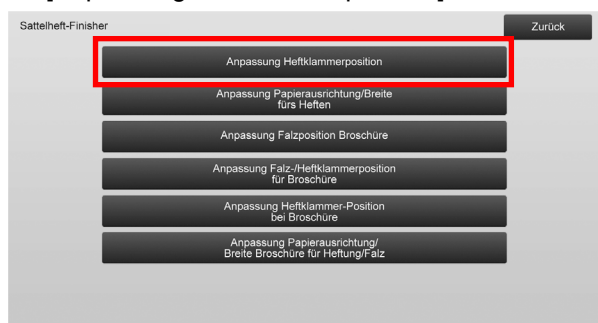 Sattelheft-Finisher
Zurück
Anpassung Heftklammerposition
Anpassung Papierausrichtung/Breite
fürs Heften
Anpassung Falzposition Broschüre
Anpassung Falz-/Heftklammerposition
für Broschüre
Anpassung Heftklammer-Position
bei Broschüre
Anpassung Papierausrichtung/
Breite Broschüre für Heftung/Falz